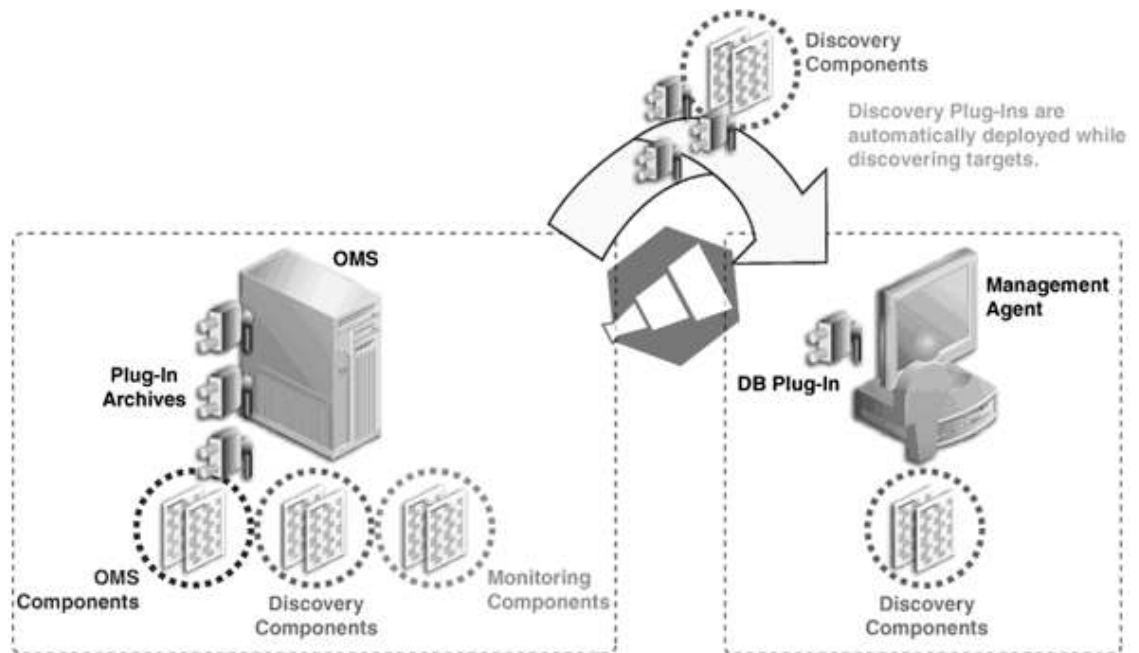 Discovery
Components
Discovery Plug-Ins are
automatically deployed while
discovering targets.
OMS
Plug-In
Archives
OMS
Components
Discovery
Components
Monitoring
Components
Management
Agent
DB Plug-In
Discovery
Components